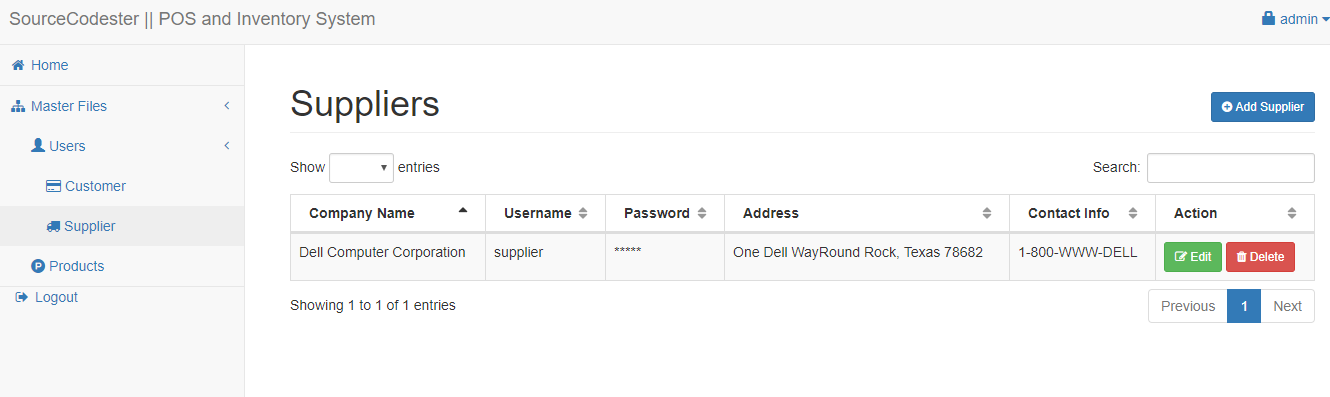 SourceCodester || POS and Inventory System
admin
Home
Master Files
Users
Customer
Supplier
Products
Logout
Suppliers
Add Supplier
Show entries
Search:
Company Name Username Password Address Contact Info Action
Dell Computer Corporation supplier ***** One Dell WayRound Rock, Texas 78682 1-800-WWW-DELL Edit Delete
Showing 1 to 1 of 1 entries
Previous 1 Next